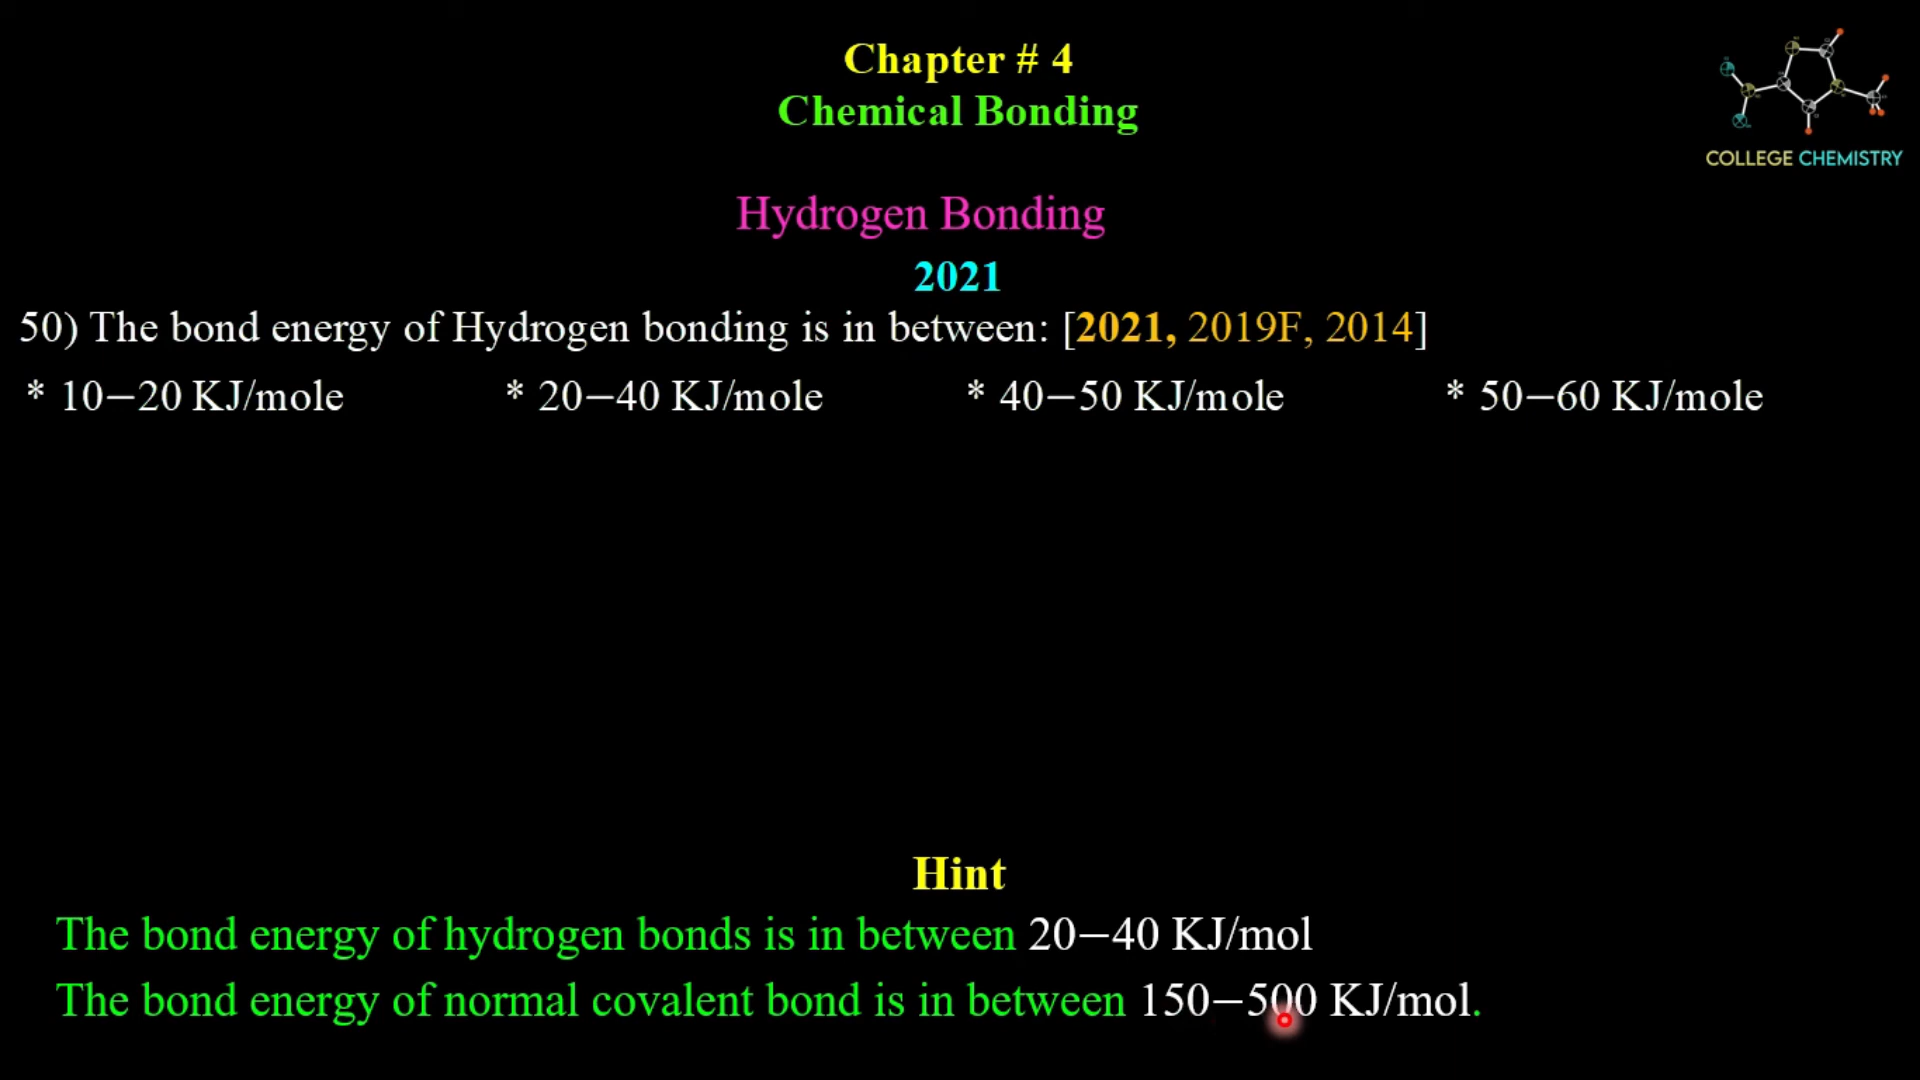 Chapter # 4
Chemical Bonding
COLLEGE CHEMISTRY
Hydrogen Bonding
2021
50) The bond energy of Hydrogen bonding is in between: [2021, 2019F, 2014]
* 10–20 KJ/mole * 20–40 KJ/mole * 40–50 KJ/mole * 50–60 KJ/mole
Hint
The bond energy of hydrogen bonds is in between 20–40 KJ/mol
The bond energy of normal covalent bond is in between 150–500 KJ/mol.